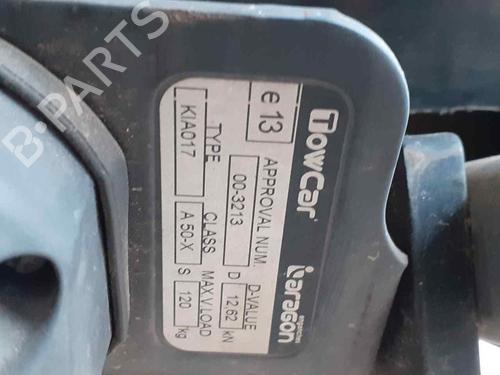 TowCar enganches aragon
e 13 APPROVAL NUM. D-VALUE
00-3213 D 12,62 kN
TYPE CLASS MAX V.LOAD
KIA017 A 50-X S 120 kg
B-PARTS